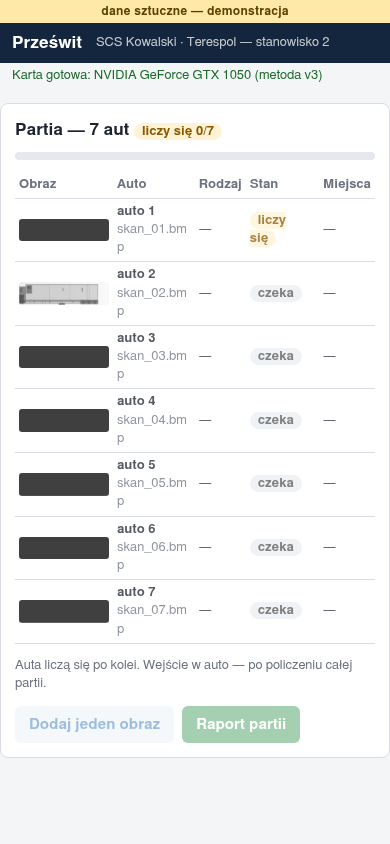 dane sztuczne — demonstracja
Prześwit SCS Kowalski · Terespol — stanowisko 2
Karta gotowa: NVIDIA GeForce GTX 1050 (metoda v3)
Partia — 7 aut liczy się 0/7
Obraz Auto Rodzaj Stan Miejsca
auto 1
skan_01.bm
p
—
liczy
się
—
auto 2
skan_02.bm
p
—
czeka
—
auto 3
skan_03.bm
p
—
czeka
—
auto 4
skan_04.bm
p
—
czeka
—
auto 5
skan_05.bm
p
—
czeka
—
auto 6
skan_06.bm
p
—
czeka
—
auto 7
skan_07.bm
p
—
czeka
—
Auta liczą się po kolei. Wejście w auto — po policzeniu całej
partii.
Dodaj jeden obraz Raport partii